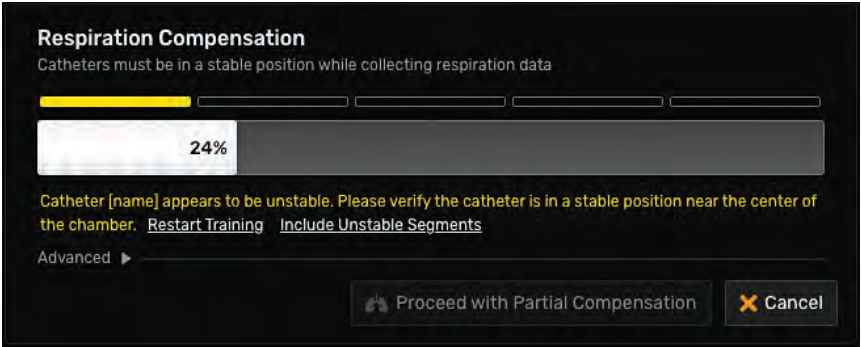 Respiration Compensation
Catheters must be in a stable position while collecting respiration data
24%
Catheter [name] appears to be unstable. Please verify the catheter is in a stable position near the center of
the chamber. Restart Training Include Unstable Segments
Advanced
Proceed with Partial Compensation Cancel